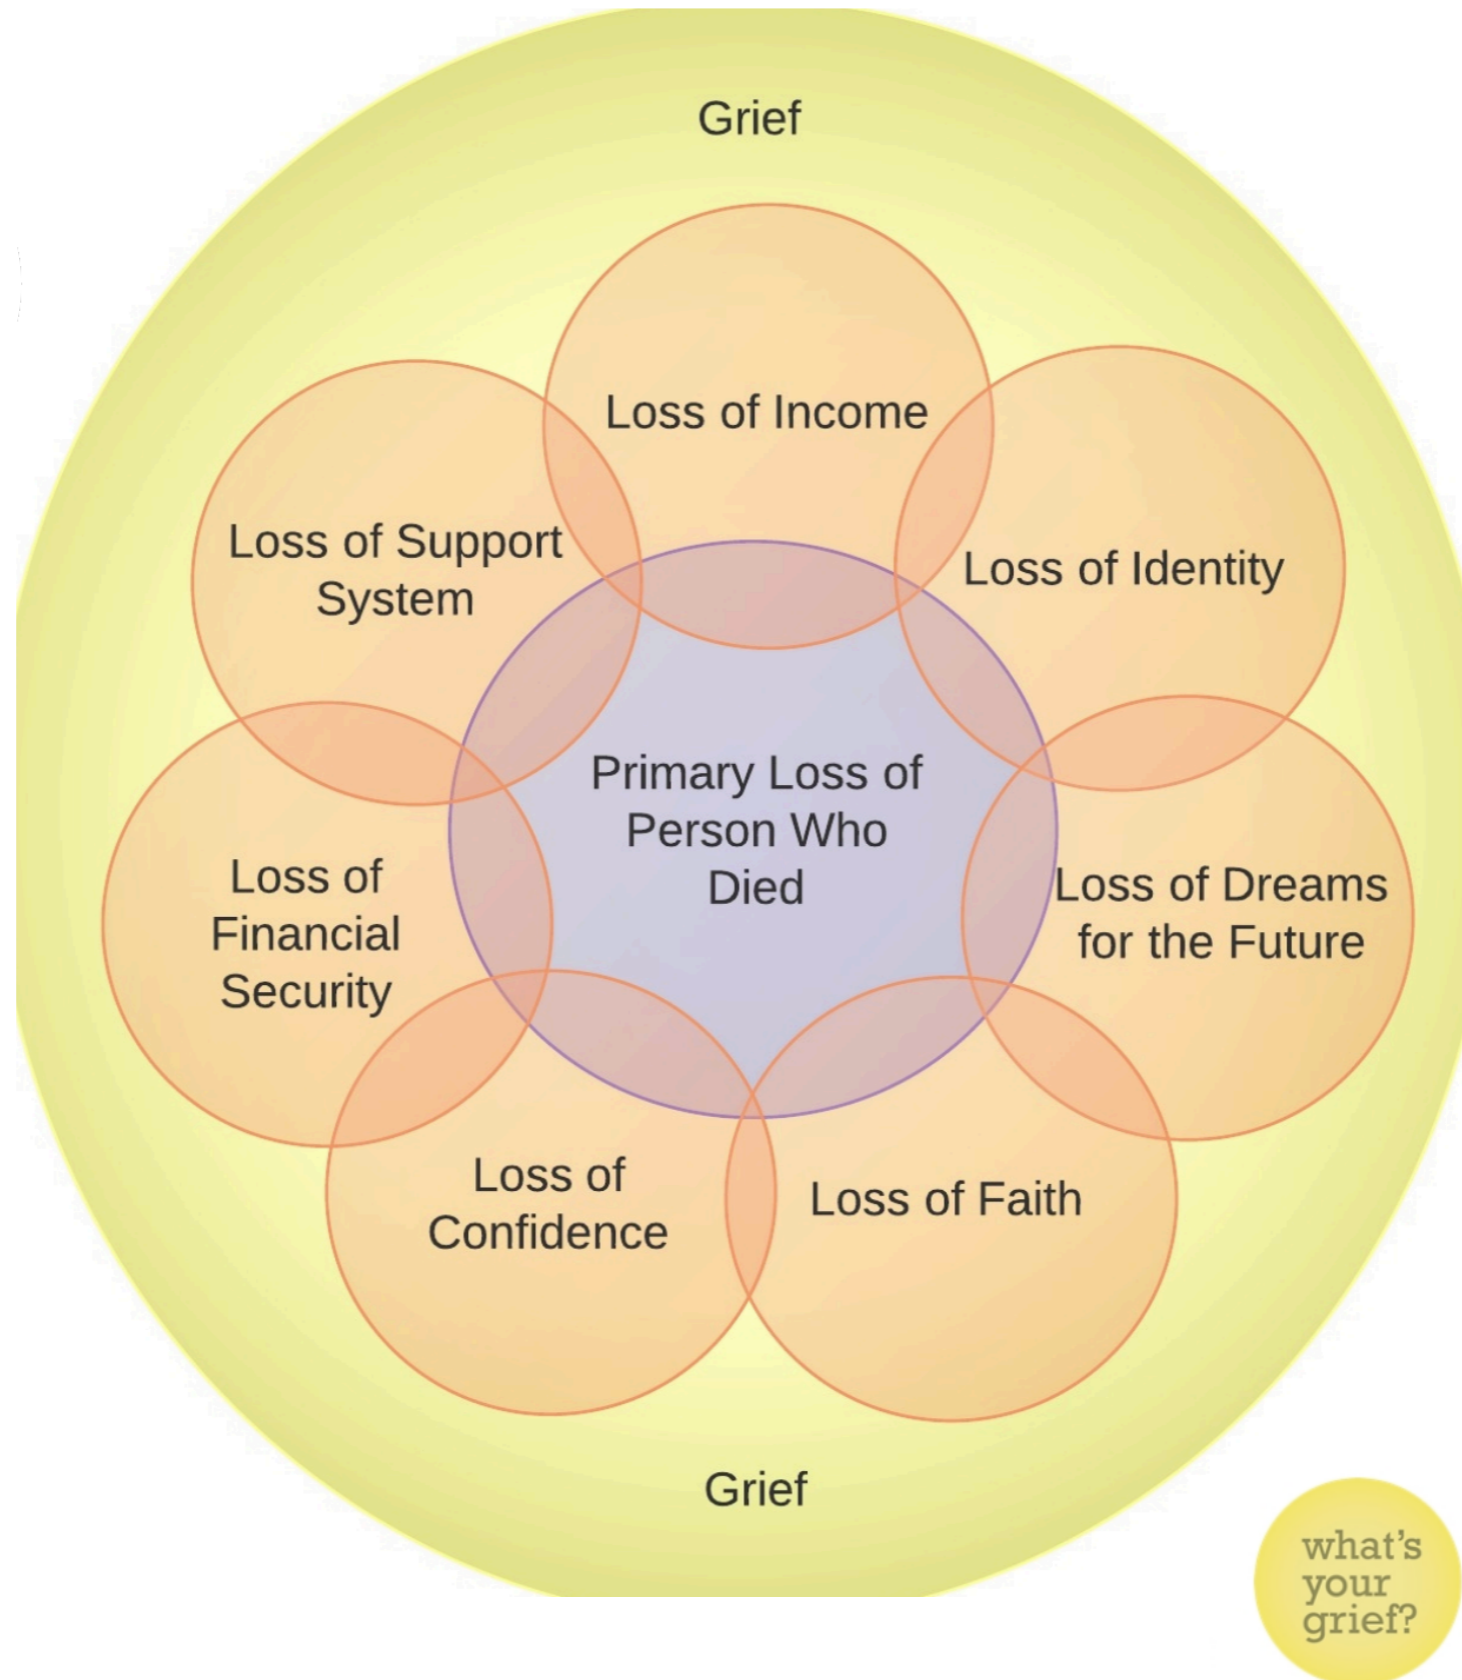 Grief
Loss of Income
Loss of Support
System
Loss of Identity
Primary Loss of
Person Who
Died
Loss of
Financial
Security
Loss of Dreams
for the Future
Loss of
Confidence
Loss of Faith
Grief
what's
your
grief?